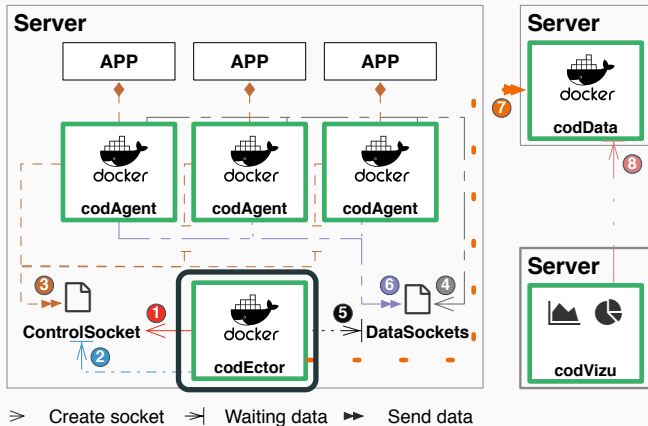 Server
APP
APP
APP
docker
codAgent
docker
codAgent
docker
codAgent
3
ControlSocket
1
2
docker
codEctor
5
6
4
DataSockets
Server
7
docker
codData
8
Server
codVizu
Create socket
Waiting data
Send data